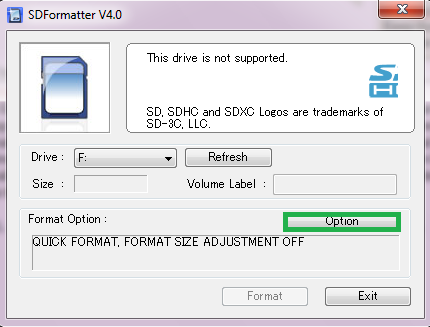 SDFormatter V4.0
This drive is not supported.
SD, SDHC and SDXC Logos are trademarks of
SD-3C, LLC.
Drive : F: Refresh
Size : Volume Label :
Format Option : Option
QUICK FORMAT, FORMAT SIZE ADJUSTMENT OFF
Format Exit